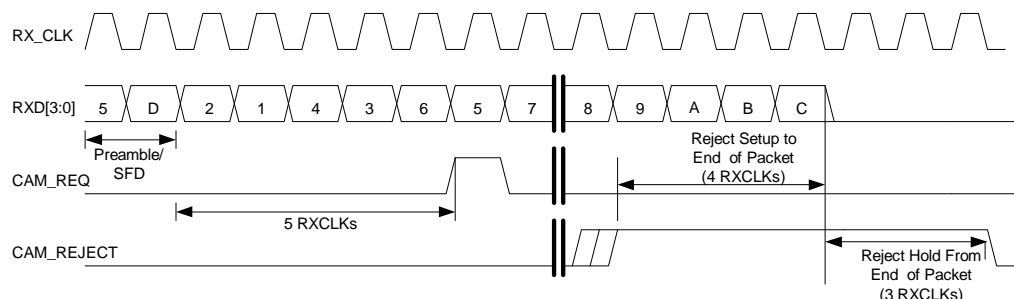 RX_CLK
RXD[3:0]
5 D 2 1 4 3 6 5 7 8 9 A B C
Preamble/
SFD
Reject Setup to
End of Packet
(4 RXCLKs)
CAM_REQ
5 RXCLKs
CAM_REJECT
Reject Hold From
End of Packet
(3 RXCLKs)